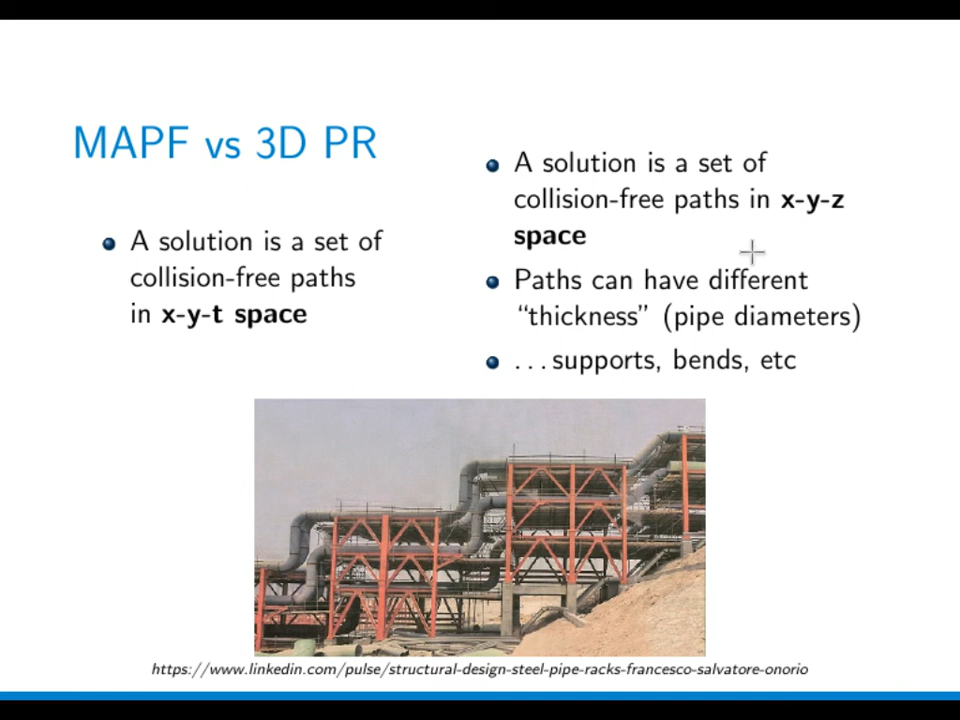 MAPF vs 3D PR
A solution is a set of
collision-free paths
in x-y-t space
A solution is a set of
collision-free paths in x-y-z
space
Paths can have different
“thickness” (pipe diameters)
...supports, bends, etc
https://www.linkedin.com/pulse/structural-design-steel-pipe-racks-francesco-salvatore-onorio